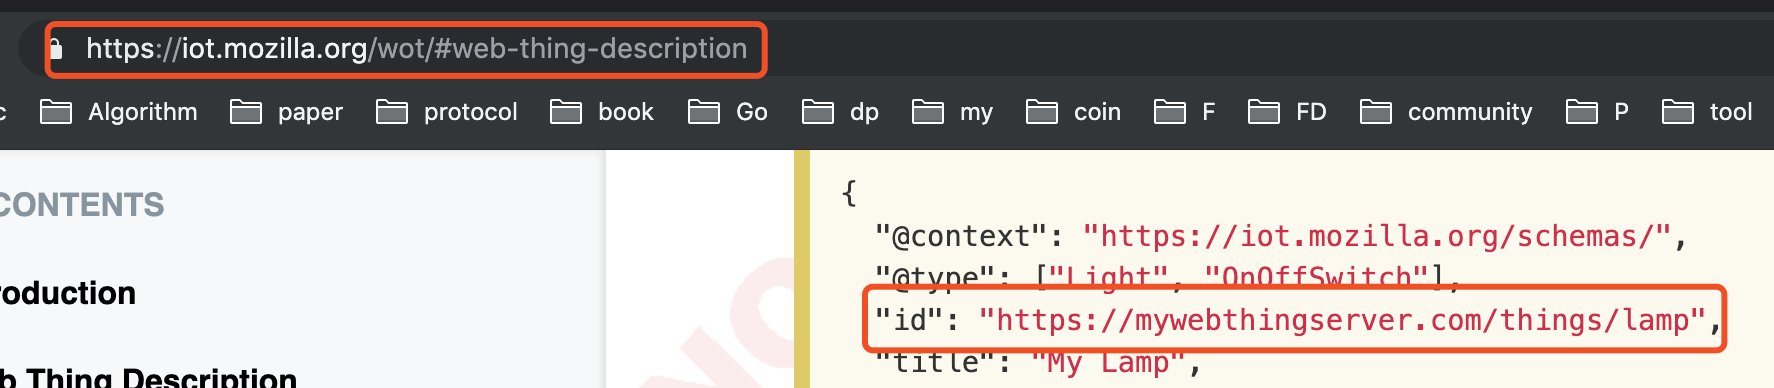 https://iot.mozilla.org/wot/#web-thing-description
c Algorithm paper protocol book Go dp my coin F FD community P tool
CONTENTS
roduction
b Thing Description
{
"@context": "https://iot.mozilla.org/schemas/",
"@type": ["Light", "OnOffSwitch"],
"id": "https://mywebthingserver.com/things/lamp",
"title": "My Lamp",
NO